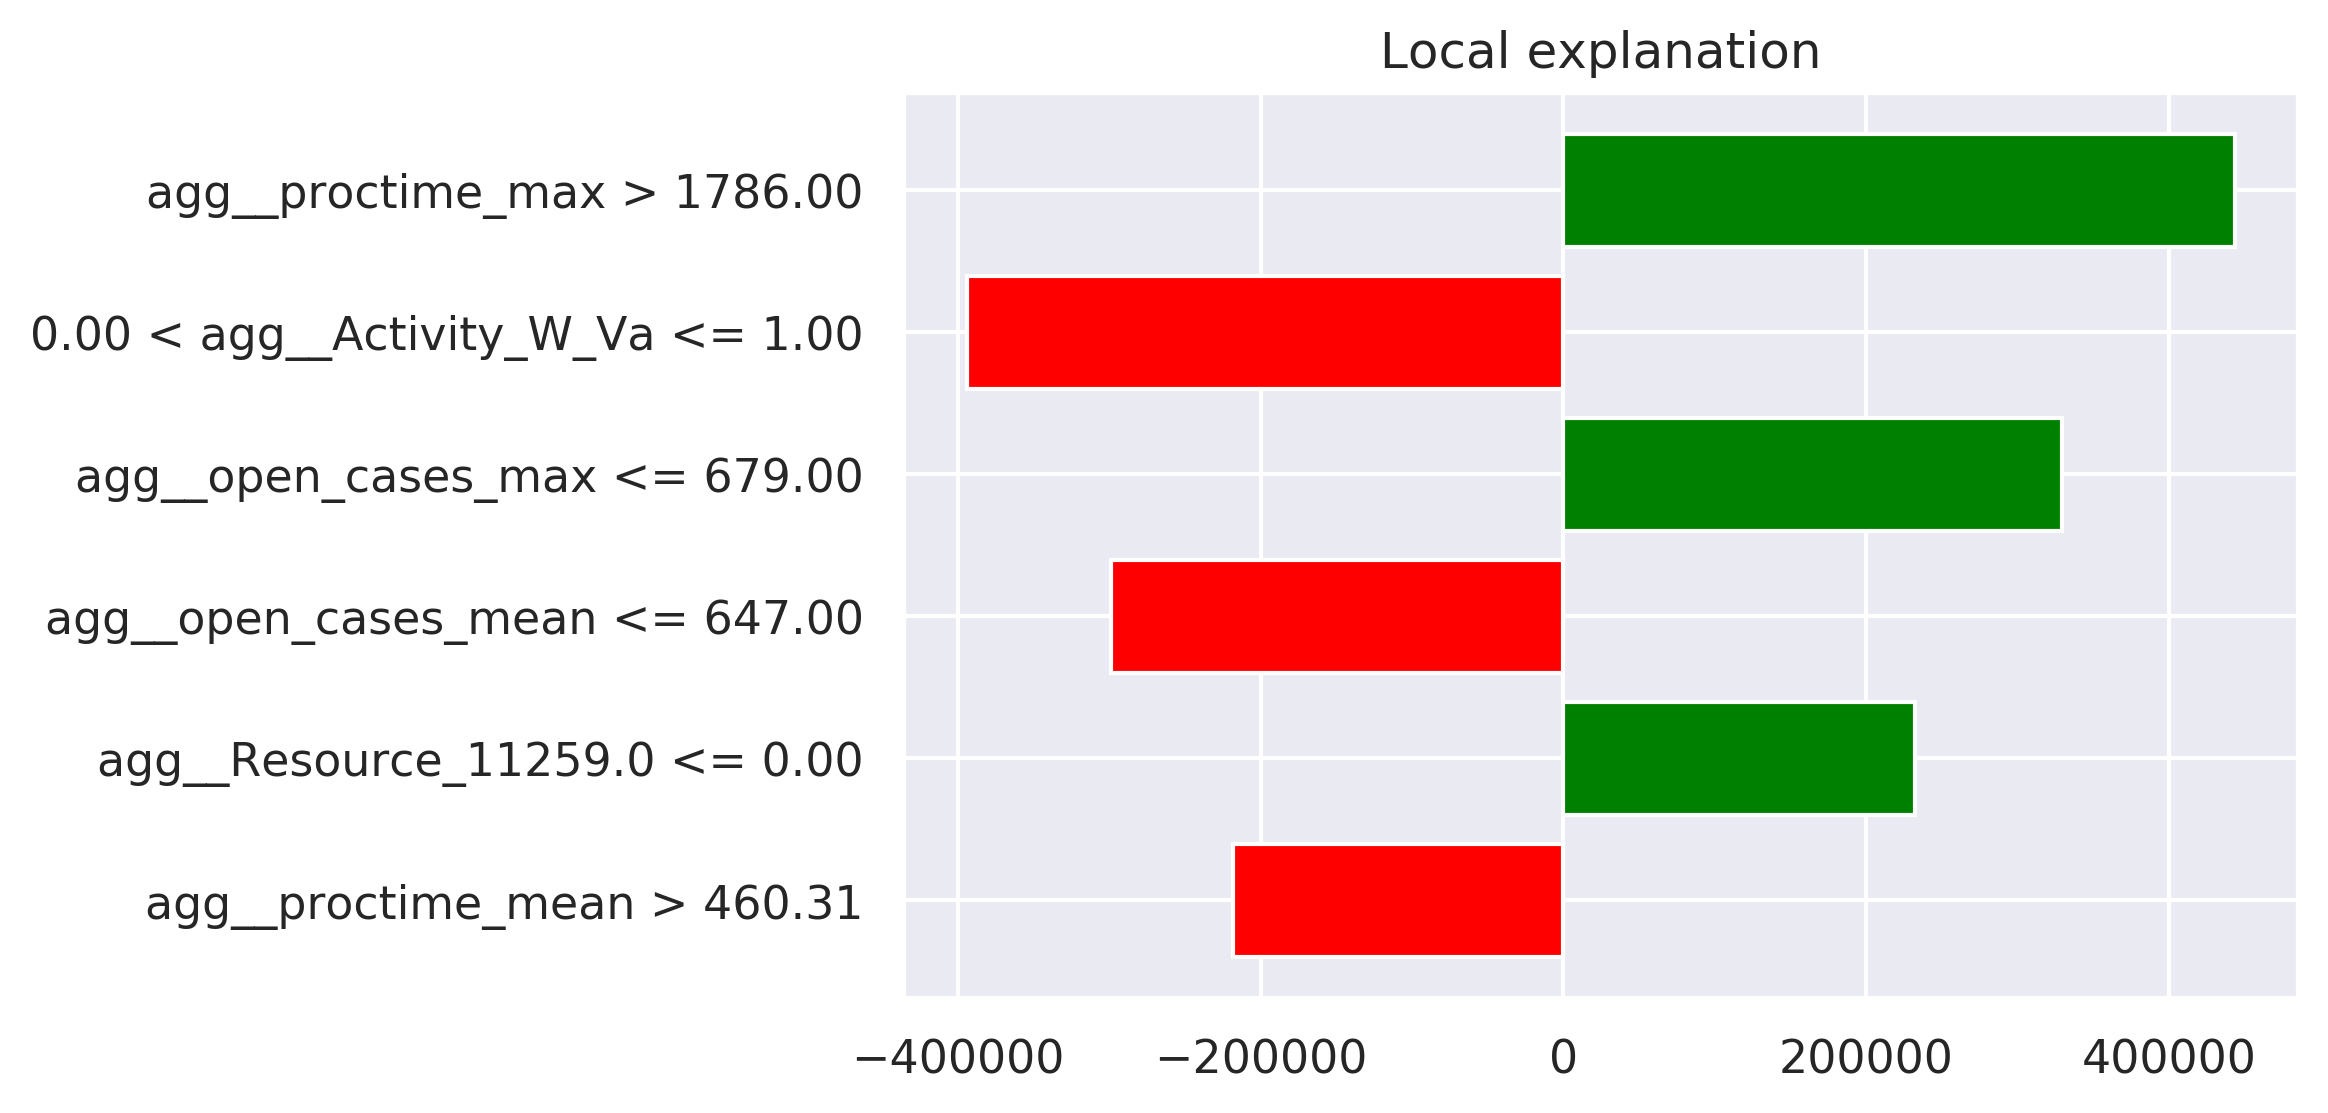 Local explanation
agg__proctime_max > 1786.00
0.00 < agg__Activity_W_Va <= 1.00
agg__open_cases_max <= 679.00
agg__open_cases_mean <= 647.00
agg__Resource_11259.0 <= 0.00
agg__proctime_mean > 460.31
−400000 −200000 0 200000 400000